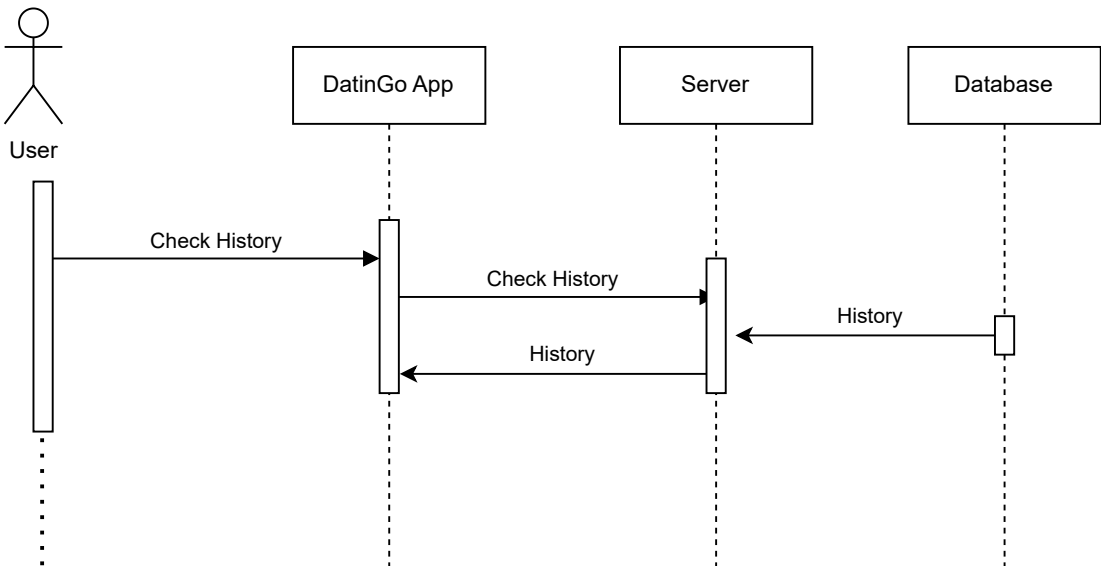 DatinGo App
Server
Database
User
Check History
Check History
History
History